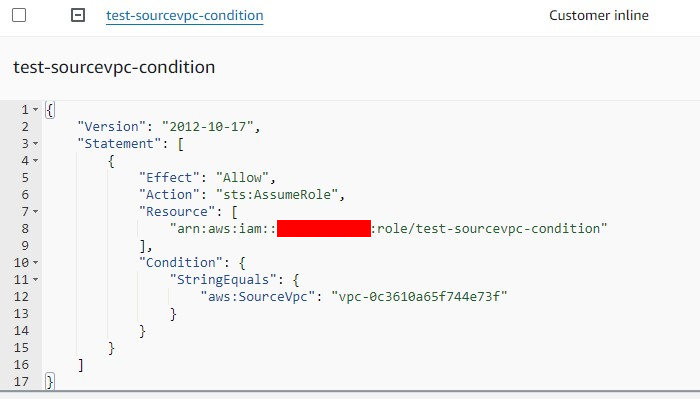 test-sourcevpc-condition Customer inline
test-sourcevpc-condition
1 {
2 "Version": "2012-10-17",
3 "Statement": [
4 {
5 "Effect": "Allow",
6 "Action": "sts:AssumeRole",
7 "Resource": [
8 "arn:aws:iam:: :role/test-sourcevpc-condition"
9 ],
10 "Condition": {
11 "StringEquals": {
12 "aws:SourceVpc": "vpc-0c3610a65f744e73f"
13 }
14 }
15 }
16 ]
17 }